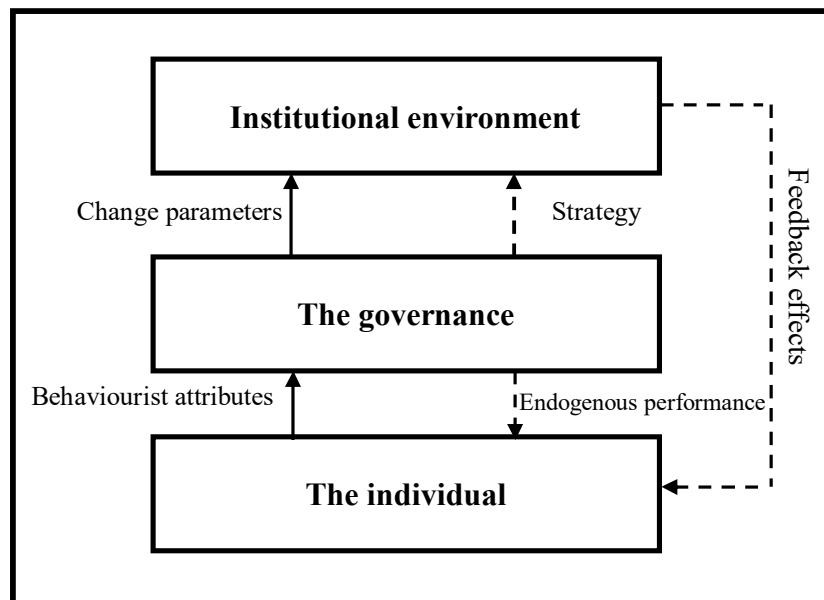 Institutional environment
Change parameters
Strategy
Feedback effects
The governance
Behaviourist attributes
Endogenous performance
The individual